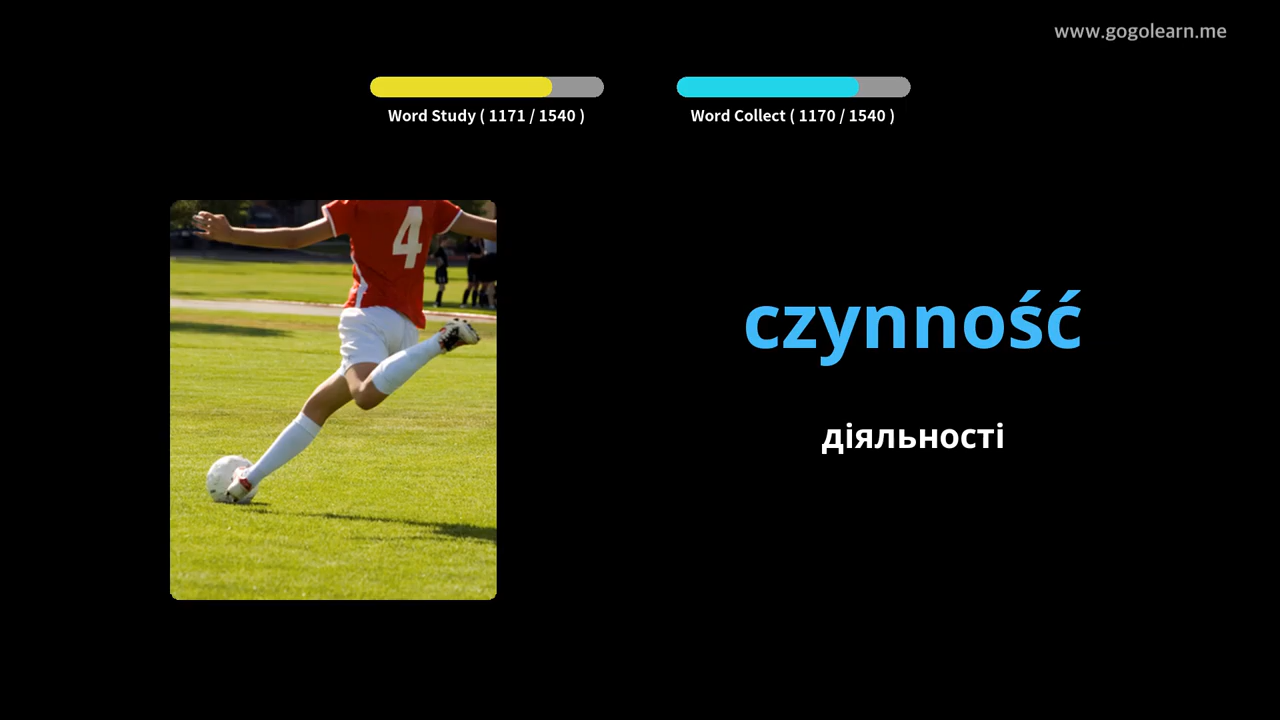 www.gogolearn.me
Word Study ( 1171 / 1540 )
Word Collect ( 1170 / 1540 )
4
czynność
діяльності